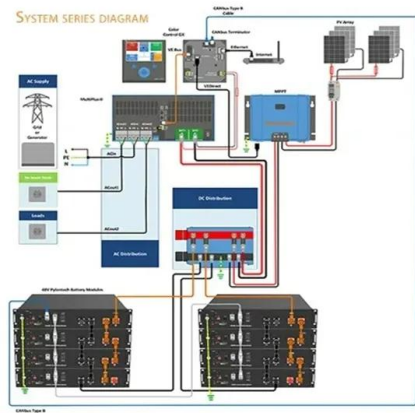 SYSTEM SERIES DIAGRAM
CANbus Type B
Cable
Color
Control GX
CANbus Terminator
VE Bus
Ethernet
Internet
PV Array
AC Supply
Grid
or
Generator
MultiPlus-II
VE Direct
MPPT
L
PE
N
ACin
ACout1
Loads
ACout2
AC Distribution
DC Distribution
48V Pylontech Battery Modules
CANbus Type B